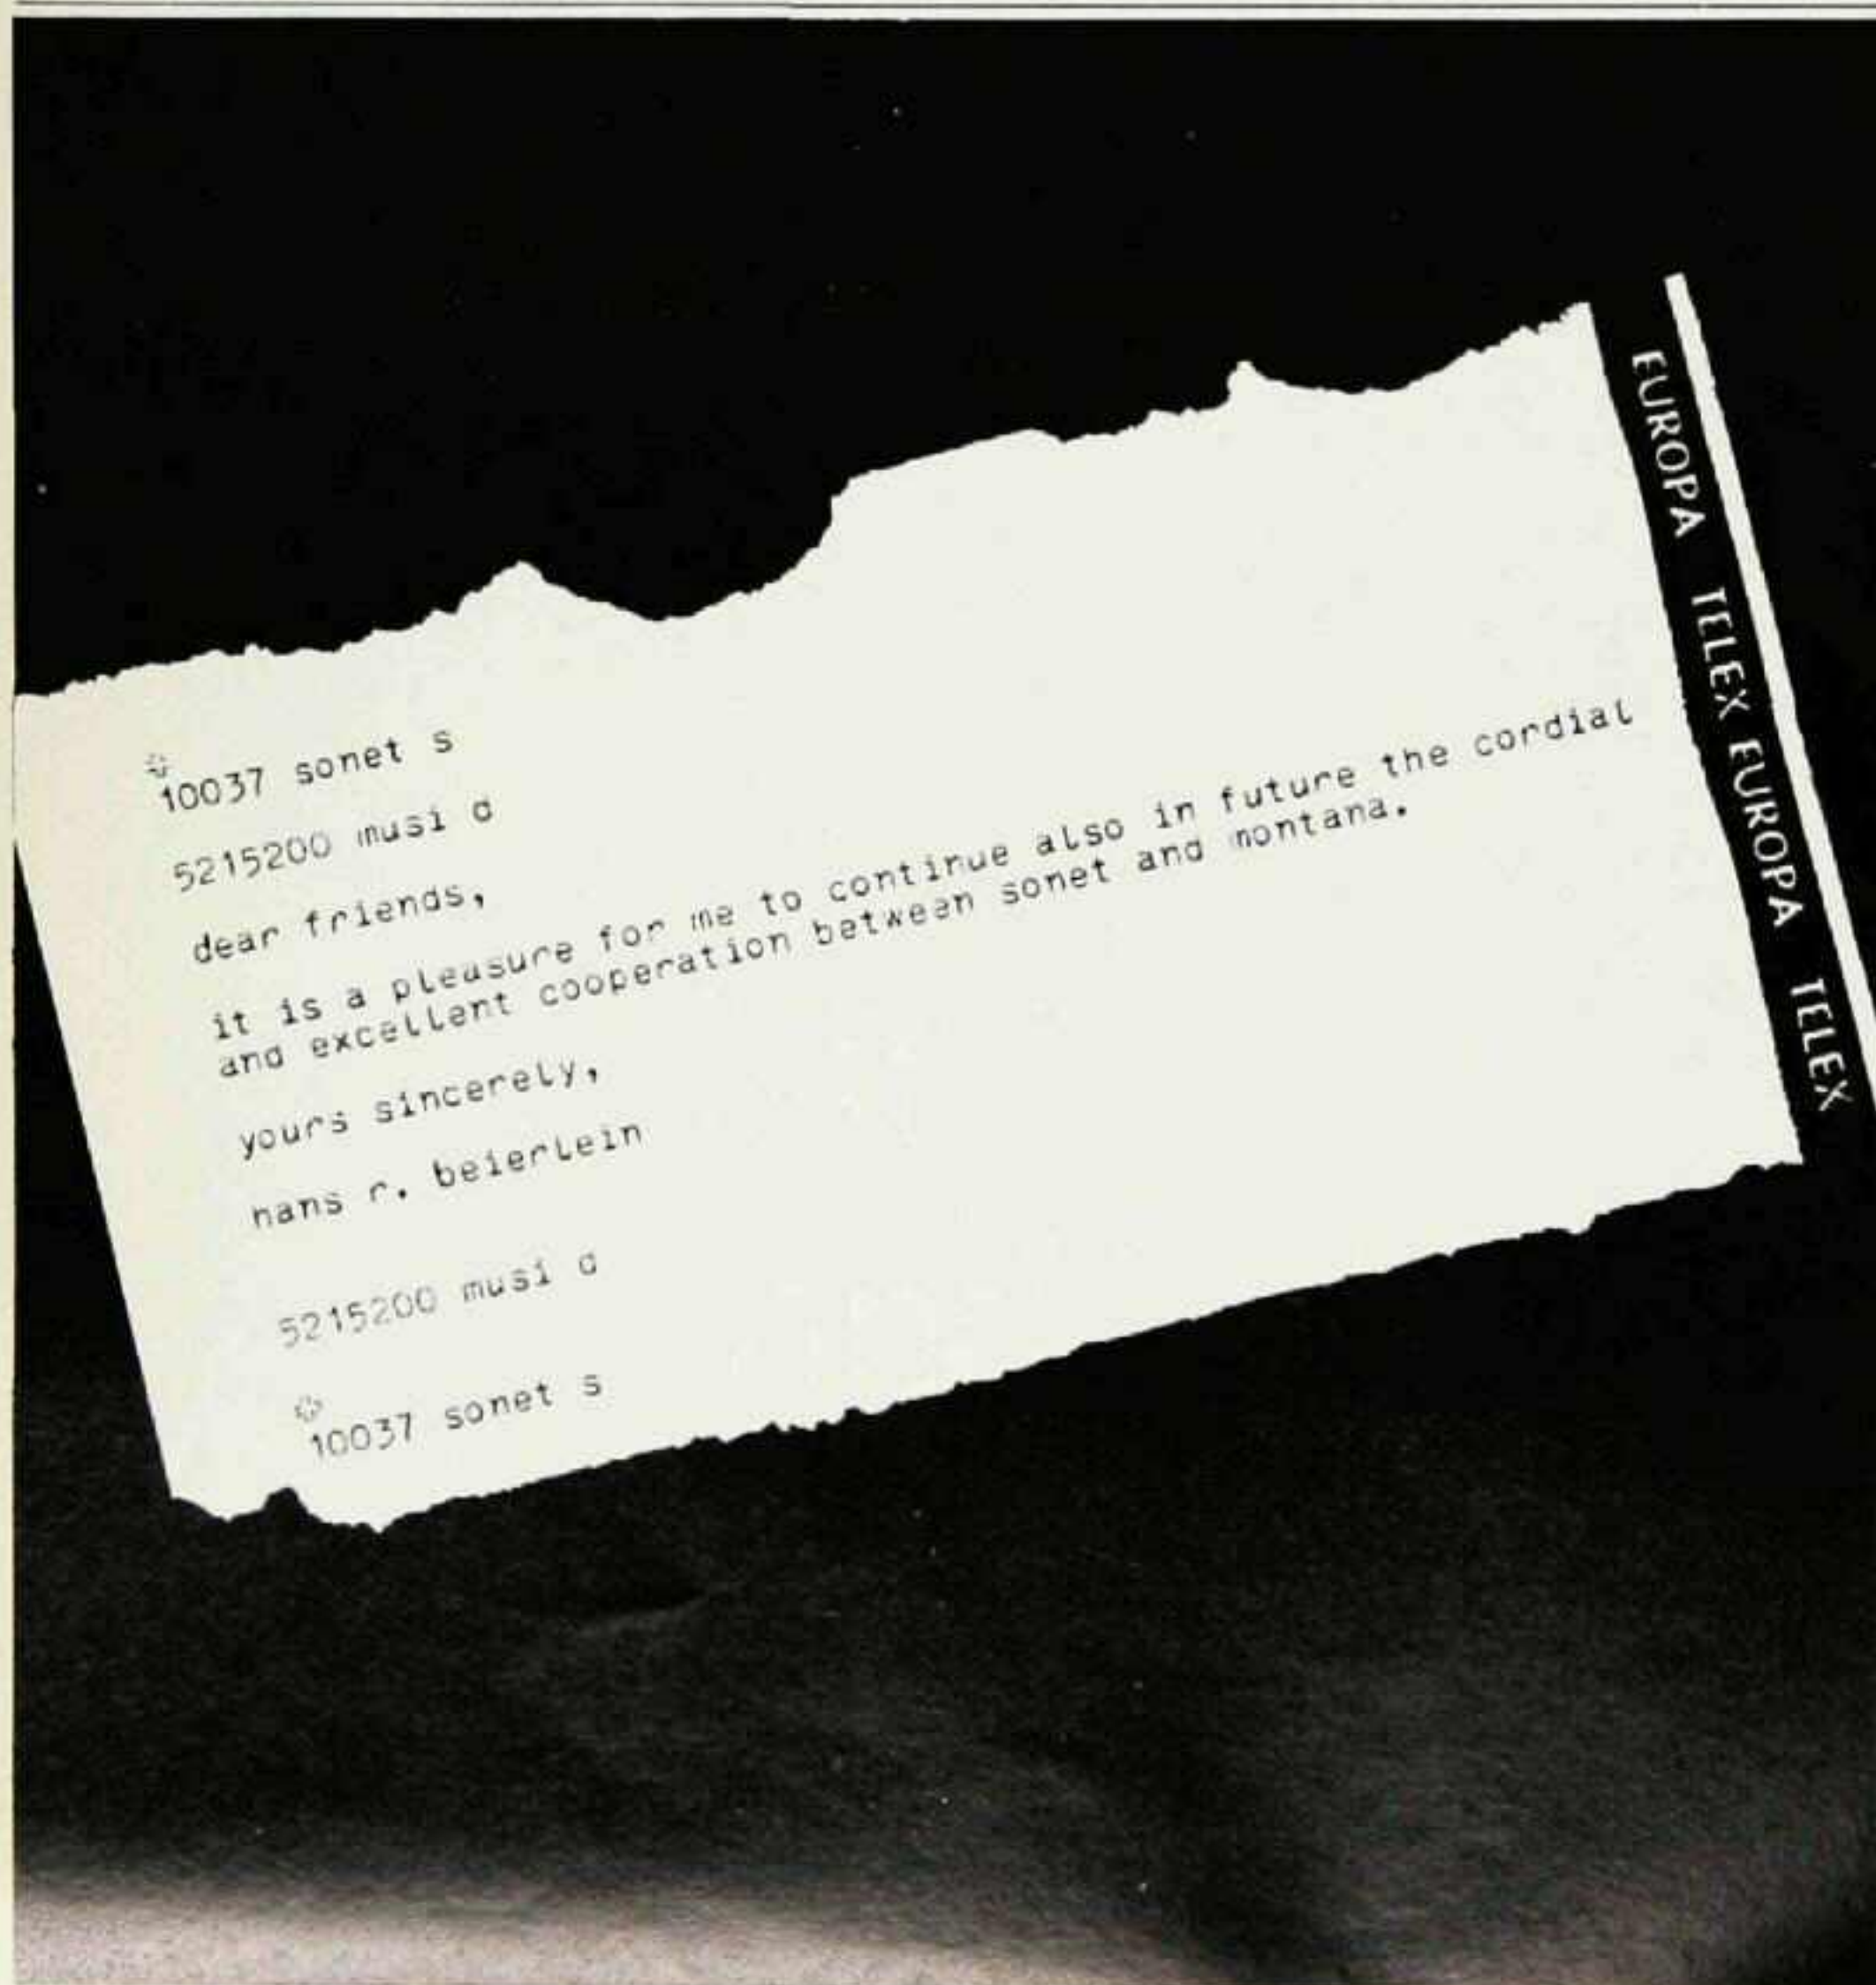 10037 sonet s
5215200 musi d
dear friends,
it is a pleasure for me to continue also in future the cordial
and excellent cooperation between sonet and montana.
yours sincerely,
hans r. beierlein
5215200 musi d
10037 sonet s
EUROPA TELEX EUROPA TELEX